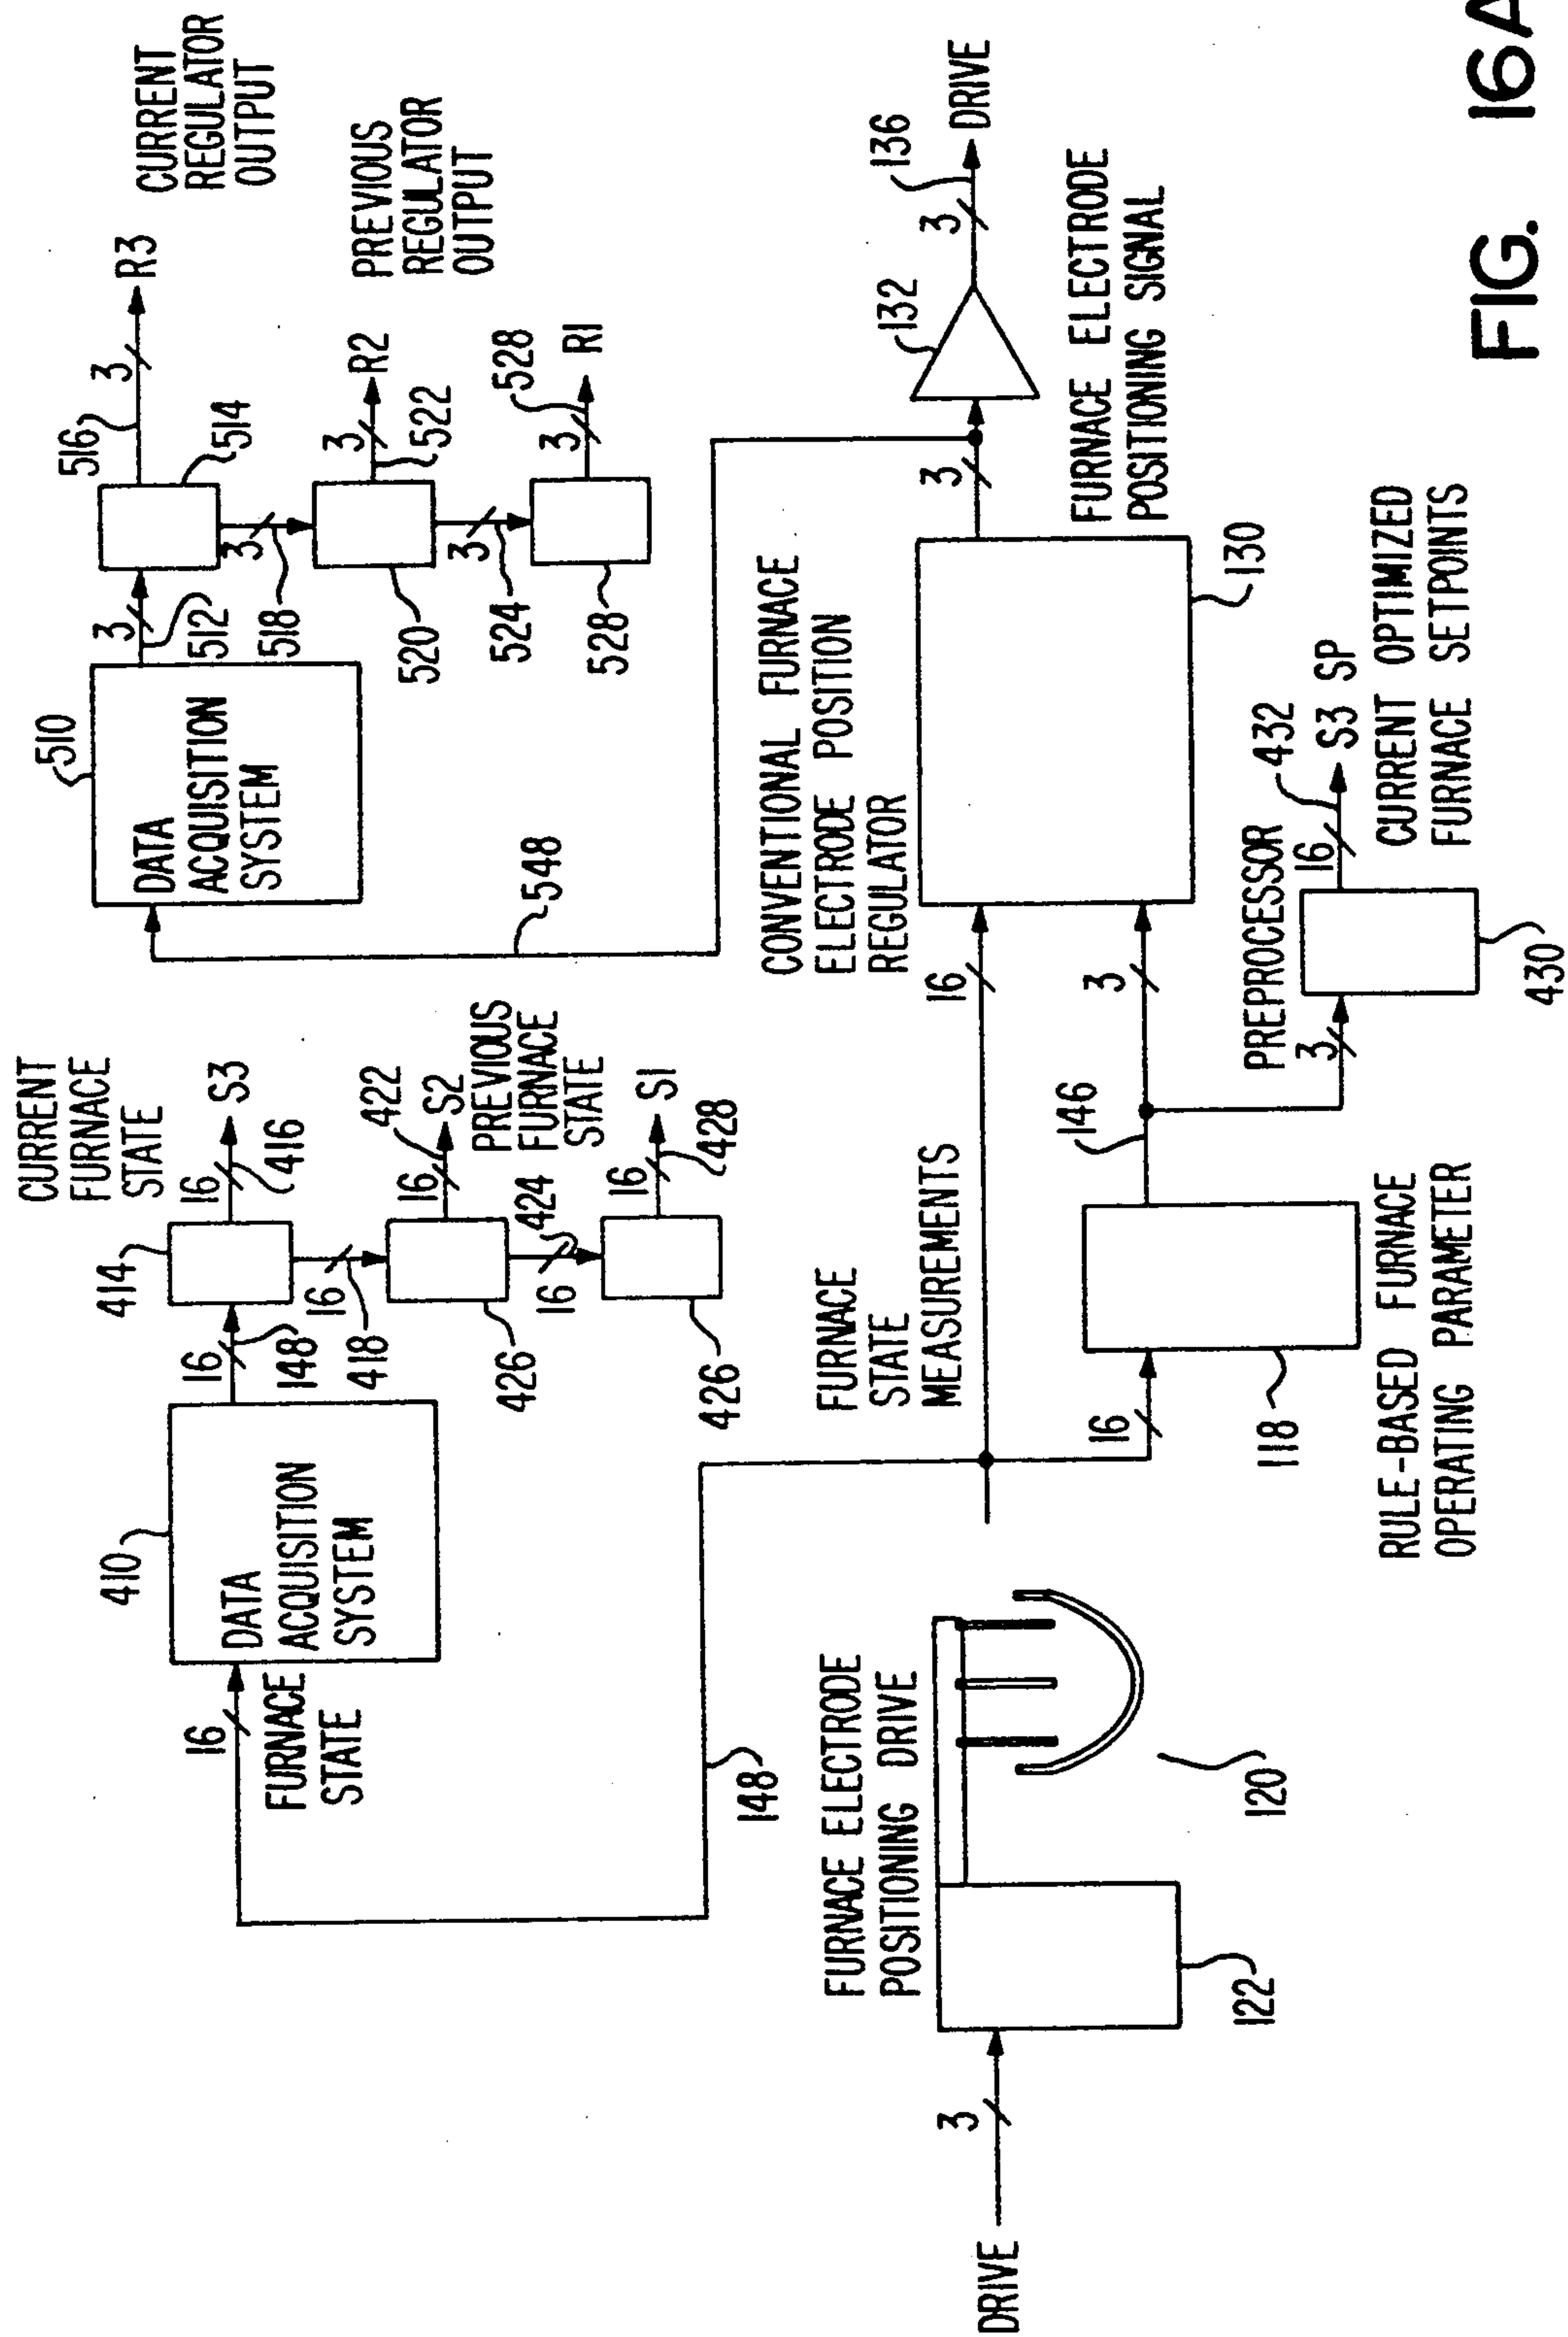 CURRENT
REGULATOR
OUTPUT
516
3
R3
510
DATA
ACQUISITION
SYSTEM
3
512
514
3
518
PREVIOUS
REGULATOR
OUTPUT
3
R2
522
520
3
524
3
528
R1
528
548
CURRENT
FURNACE
STATE
414
16
S3
416
410
16
148
16
418
DATA
ACQUISITION
SYSTEM
16
FURNACE
STATE
16
422
S2
PREVIOUS
FURNACE
STATE
426
16
424
16
S1
428
426
148
CONVENTIONAL FURNACE
ELECTRODE POSITION
REGULATOR
16
3
130
3
132
3
136
DRIVE
FURNACE ELECTRODE
POSITIONING SIGNAL
FURNACE
STATE
MEASUREMENTS
16
118
146
RULE-BASED FURNACE
OPERATING PARAMETER
PREPROCESSOR
3
16
432
S3 SP
430
CURRENT OPTIMIZED
FURNACE SETPOINTS
FURNACE ELECTRODE
POSITIONING DRIVE
DRIVE
3
122
120
FIG. 16A